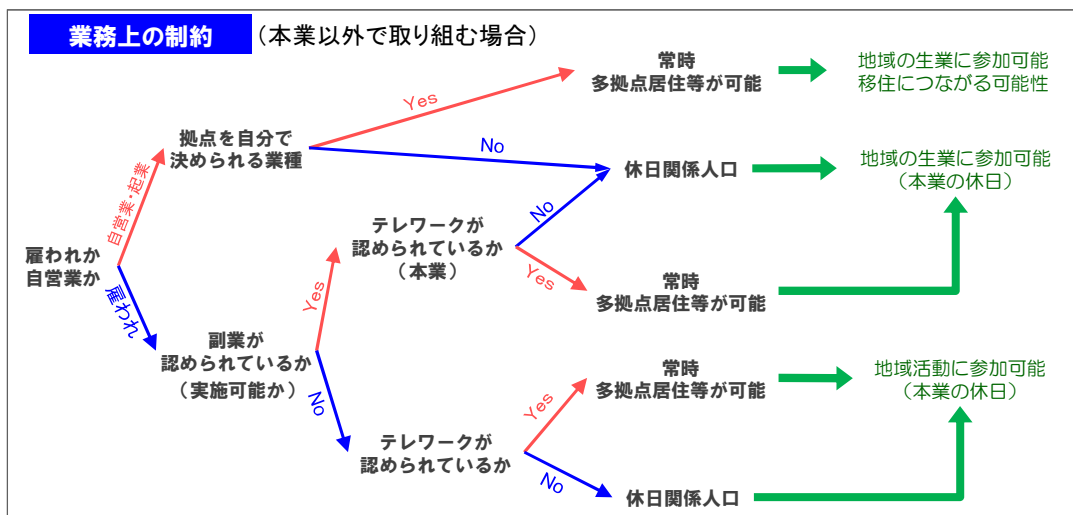 業務上の制約 （本業以外で取り組む場合）
常時
多拠点居住等が可能
地域の生業に参加可能
移住につながる可能性
Yes
拠点を自分で
決められる業種
No
休日関係人口
地域の生業に参加可能
（本業の休日）
自営業・起業
No
テレワークが
認められているか
（本業）
雇われか
自営業か
Yes
常時
多拠点居住等が可能
Yes
雇われ
副業が
認められているか
（実施可能か）
常時
多拠点居住等が可能
地域活動に参加可能
（本業の休日）
No
Yes
テレワークが
認められているか
No
休日関係人口